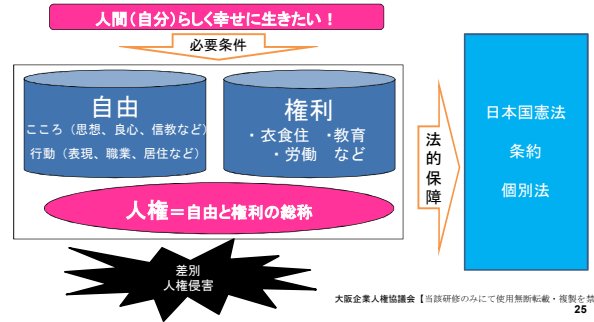 人間(自分)らしく幸せに生きたい！
必要条件
自由
こころ（思想、良心、信教など）
行動（表現、職業、居住など）
権利
・衣食住　・教育
・労働　など
人権＝自由と権利の総称
差別
人権侵害
法的保障
日本国憲法
条約
個別法
大阪企業人権協議会【当該研修のみにて使用無断転載・複製を禁
25